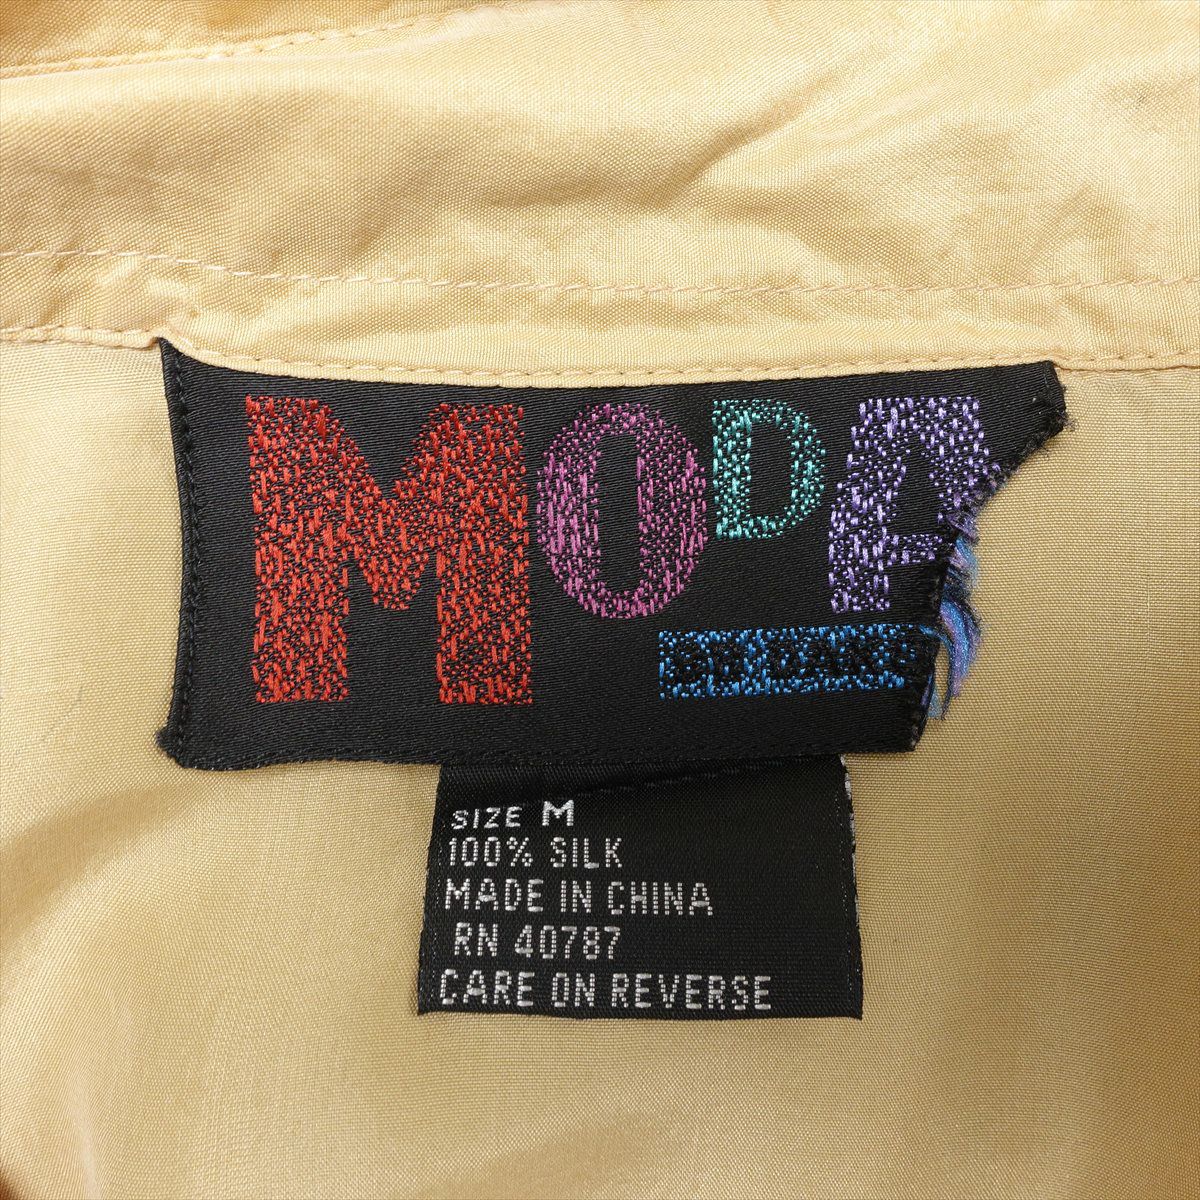 MODA
SIZE M
100% SILK
MADE IN CHINA
RN 40787
CARE ON REVERSE